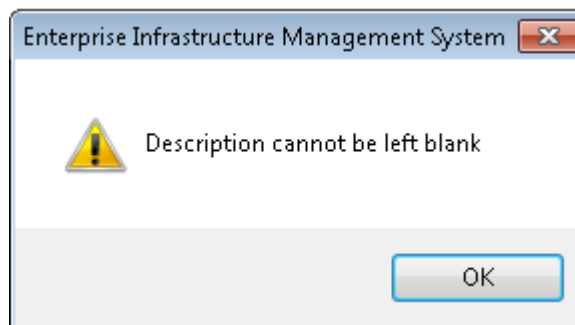 Enterprise Infrastructure Management System
Description cannot be left blank
OK